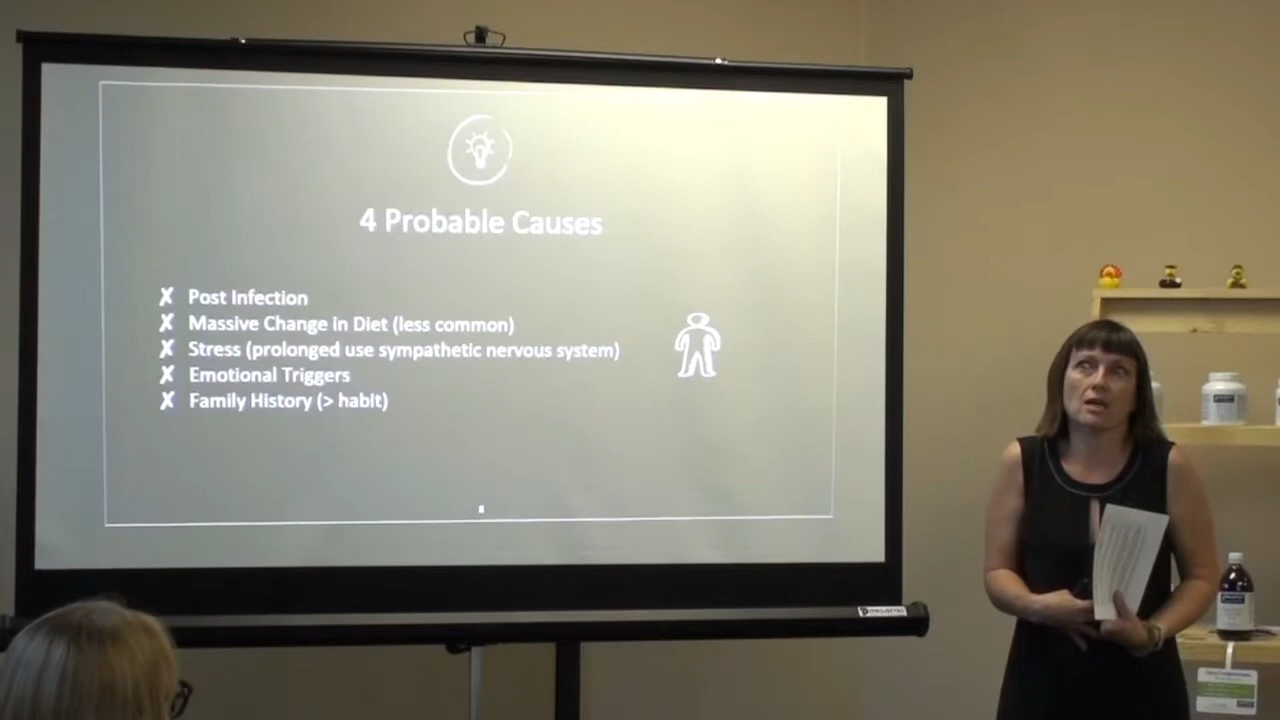 4 Probable Causes
✘ Post Infection
✘ Massive Change in Diet (less common)
✘ Stress (prolonged use sympathetic nervous system)
✘ Emotional Triggers
✘ Family History (> habit)
8